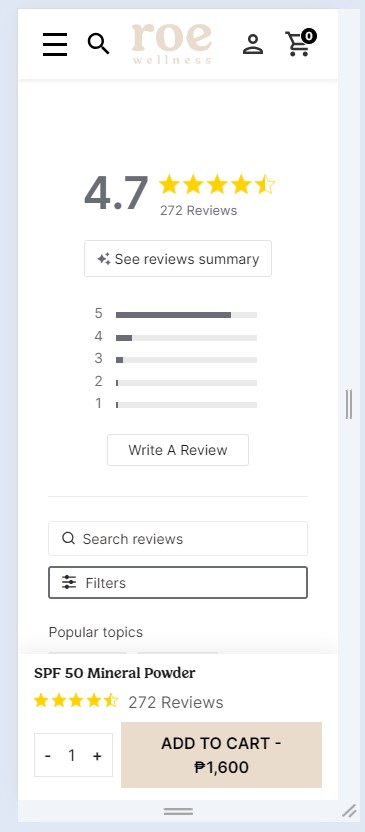 roe
wellness
0
4.7
272 Reviews
See reviews summary
5
4
3
2
1
Write A Review
Search reviews
Filters
Popular topics
SPF 50 Mineral Powder
272 Reviews
- 1 +
ADD TO CART -
₱1,600